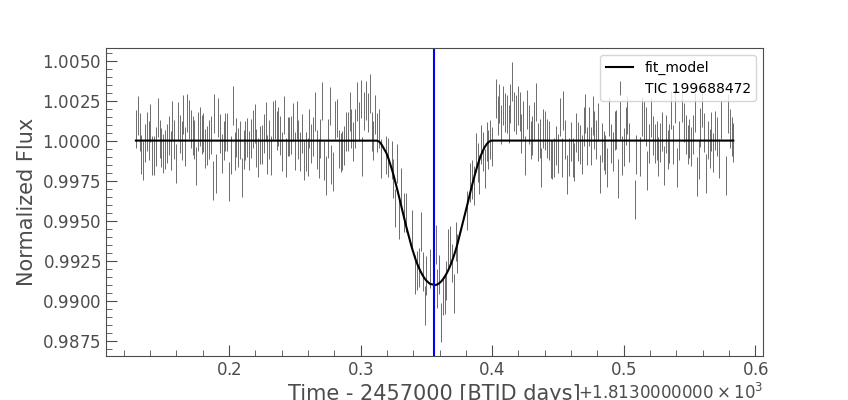 1.0050
1.0025
1.0000
0.9975
0.9950
0.9925
0.9900
0.9875
Normalized Flux
fit_model
TIC 199688472
0.2
0.3
0.4
0.5
0.6
Time - 2457000 [BTJD days]
+1.8130000000 × 10³